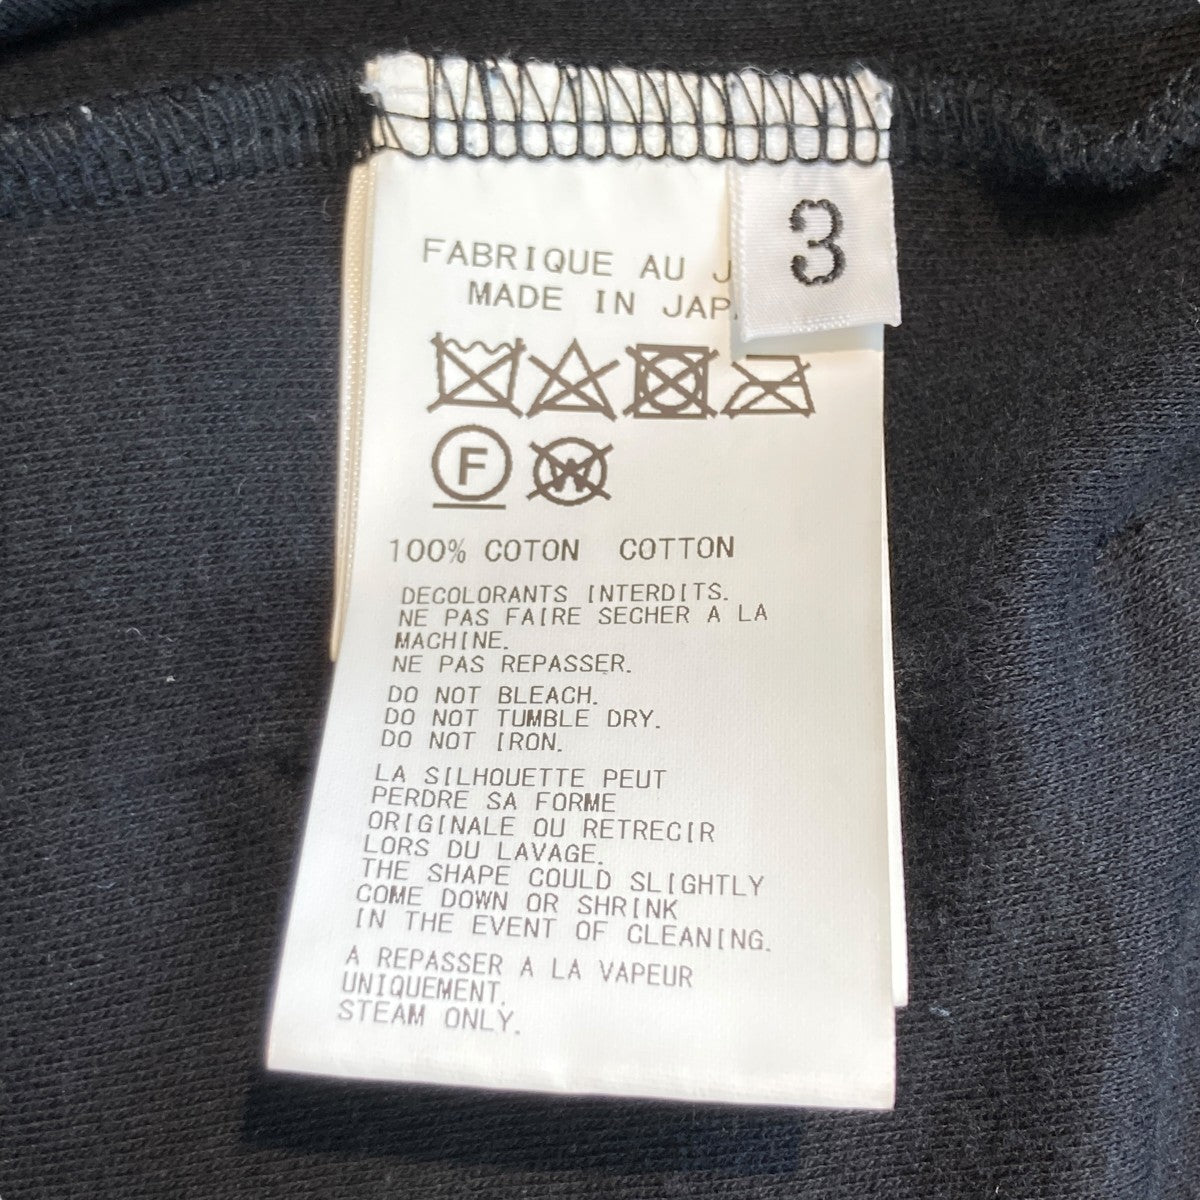 3
FABRIQUE AU
MADE IN
F
W
100% COTON COTTON
DECOLORANTS INTERDITS.
NE PAS FAIRE SECHER A LA
MACHINE.
NE PAS REPASSER.
DO NOT BLEACH.
DO NOT TUMBLE DRY.
DO NOT IRON.
LA SILHOUETTE PEUT
PERDRE SA FORME
ORIGINALE OU RETRECIR
LORS DU LAVAGE.
THE SHAPE COULD SLIGHTLY
COME DOWN OR SHRINK
IN THE EVENT OF CLEANING.
A REPASSER A LA VAPEUR
UNIQUEMENT.
STEAM ONLY.